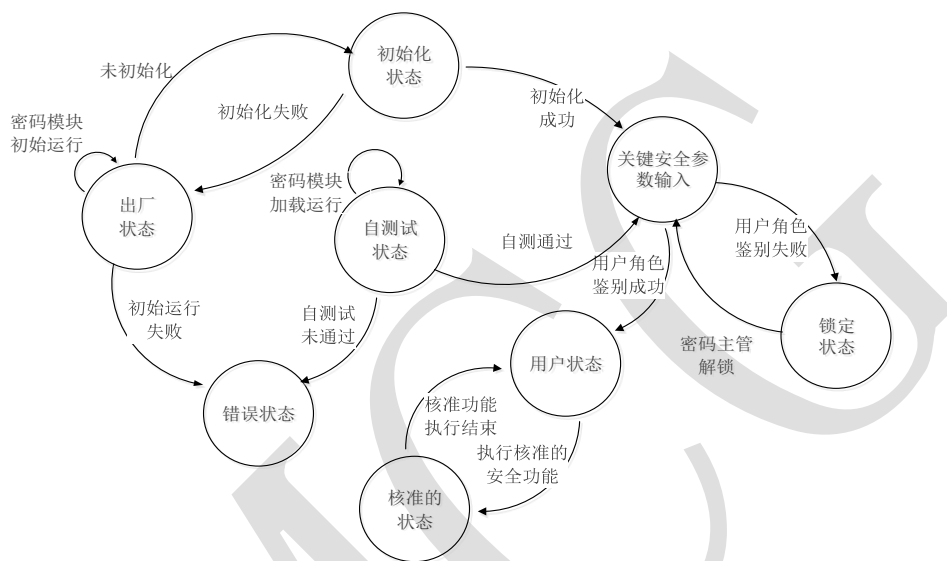 初始化
状态
未初始化
初始化失败
初始化
成功
密码模块
初始运行
出厂
状态
密码模块
加载运行
自测试
状态
关键安全参
数输入
自测通过
用户角色
鉴别成功
用户角色
鉴别失败
初始运行
失败
自测试
未通过
锁定
状态
密码主管
解锁
用户状态
错误状态
核准功能
执行结束
执行核准的
安全功能
核准的
状态